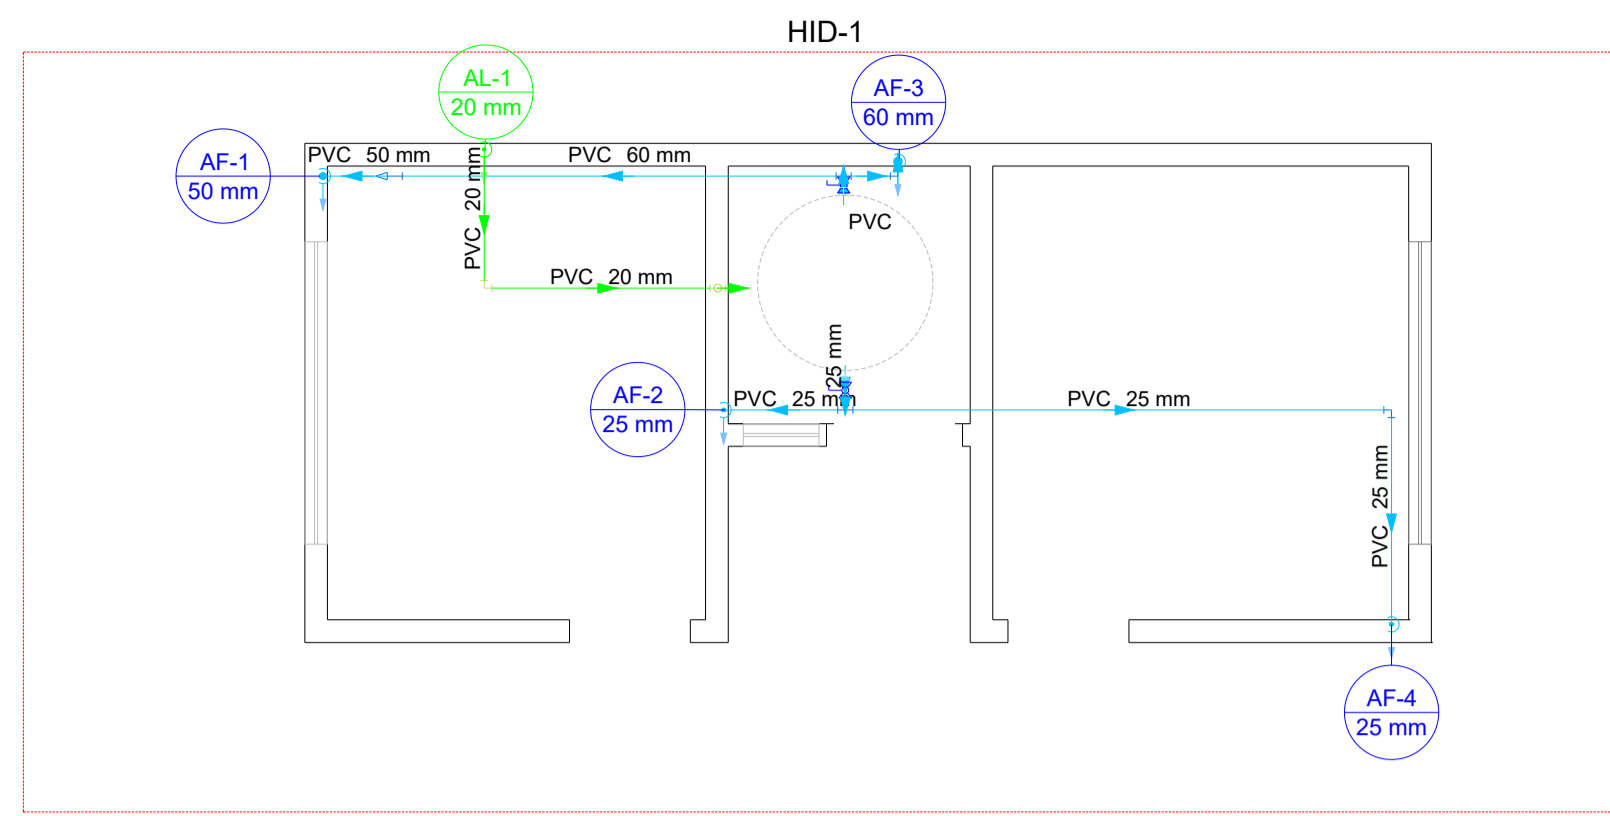 HID-1
AL-1
20 mm
AF-3
60 mm
AF-1
50 mm
PVC 50 mm
PVC 60 mm
PVC 20 mm
PVC
PVC 20 mm
25 mm
AF-2
25 mm
PVC 25 mm
PVC 25 mm
PVC 25 mm
AF-4
25 mm